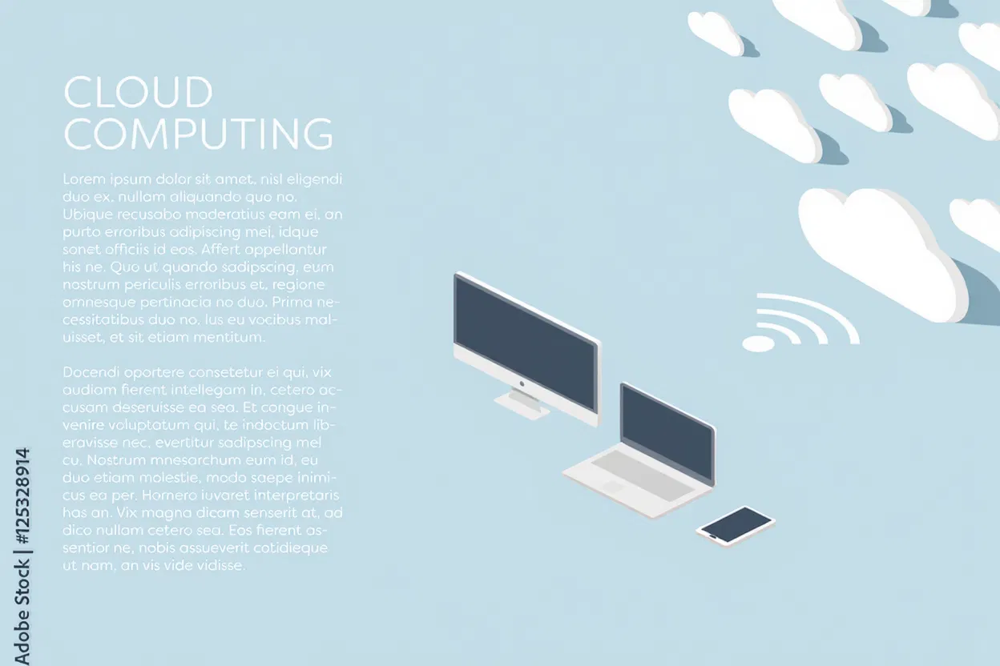 CLOUD
COMPUTING
Lorem ipsum dolor sit amet, nisl eligendi
duo ex, nullam aliquando quo no.
Ubique recusabo moderatius eam ei, an
purto erroribus adipiscing mel, idque
sonet officiis id eos. Affert appellantur
his ne. Quo ut quando sadipscing, eum
nostrum periculis erroribus et, regione
omnesque pertinacia no duo. Prima ne-
cessitatibus duo no. Ius eu vocibus mal-
uisset, et sit etiam mentitum.
Docendi oportere consetetur ei qui, vix
audiam fierent intellegam in, cetero ac-
cusam deseruisse ea sea. Et congue in-
venire voluptatum qui, te indoctum lib-
eravisse nec, evertitur sadipscing mel
cu. Nostrum mnesarchum eum id, eu
duo etiam molestie, modo saepe inimi-
cus ea per. Homero iuvaret interpretaris
has an. Vix magna dicam senserit at, ad
dico nullam cetero sea. Eos fierent as-
sentior ne, nobis assueverit cotidieque
ut nam, an vis vide vidisse.
Adobe Stock | #125328914